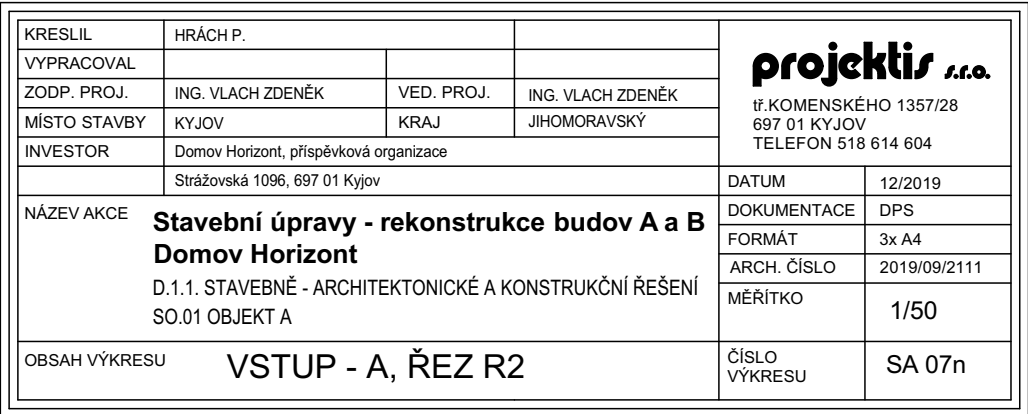 KRESLIL HRÁCH P.
VYPRACOVAL
ZODP. PROJ. ING. VLACH ZDENĚK VED. PROJ. ING. VLACH ZDENĚK
MÍSTO STAVBY KYJOV KRAJ JIHOMORAVSKÝ
INVESTOR Domov Horizont, příspěvková organizace
Strážovská 1096, 697 01 Kyjov
projektis s.r.o.
tř.KOMENSKÉHO 1357/28
697 01 KYJOV
TELEFON 518 614 604
NÁZEV AKCE
Stavební úpravy - rekonstrukce budov A a B
Domov Horizont
D.1.1. STAVEBNĚ - ARCHITEKTONICKÉ A KONSTRUKČNÍ ŘEŠENÍ
SO.01 OBJEKT A
DATUM 12/2019
DOKUMENTACE DPS
FORMÁT 3x A4
ARCH. ČÍSLO 2019/09/2111
MĚŘÍTKO 1/50
OBSAH VÝKRESU VSTUP - A, ŘEZ R2
ČÍSLO
VÝKRESU SA 07n